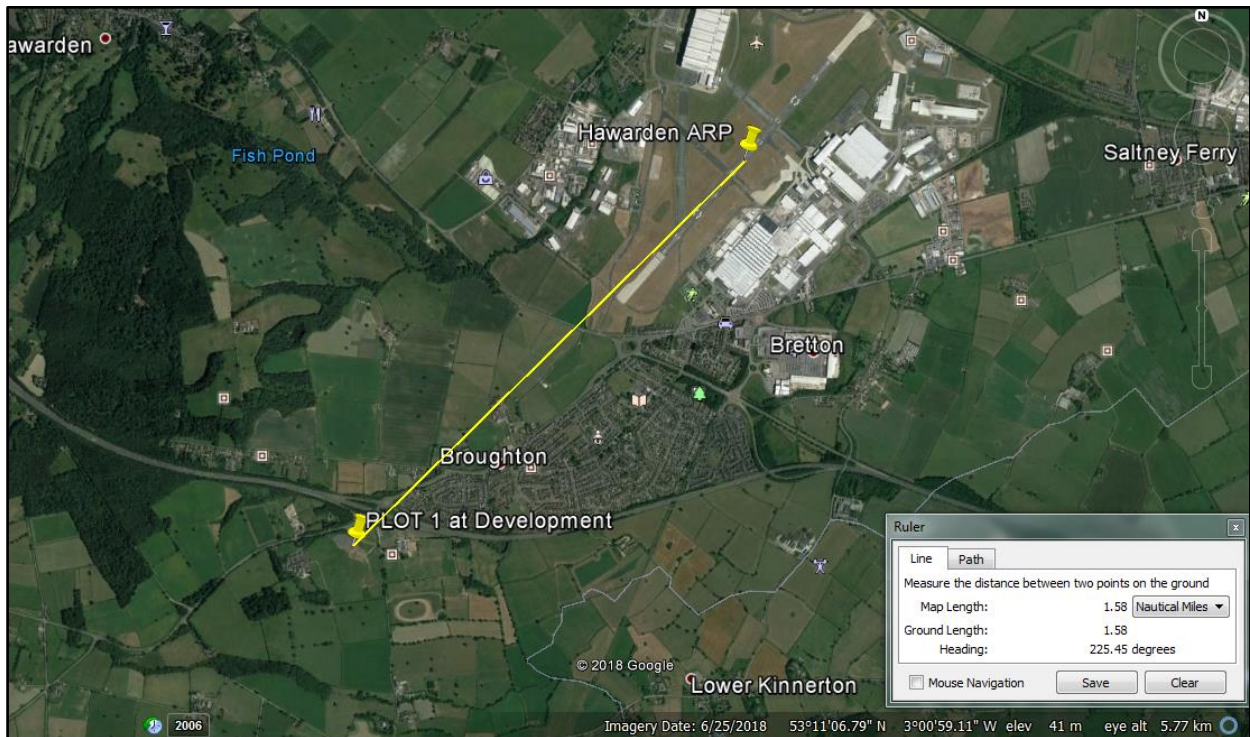 N
awarden
Hawarden ARP
Fish Pond
Saltney Ferry
Bretton
Broughton
PLOT 1 at Development
Ruler
x
Line Path
Measure the distance between two points on the ground
Map Length: 1.58 Nautical Miles
Ground Length: 1.58
Heading: 225.45 degrees
Mouse Navigation Save Clear
© 2018 Google
Lower Kinnerton
2006
Imagery Date: 6/25/2018 53°11'06.79" N 3°00'59.11" W elev 41 m eye alt 5.77 km